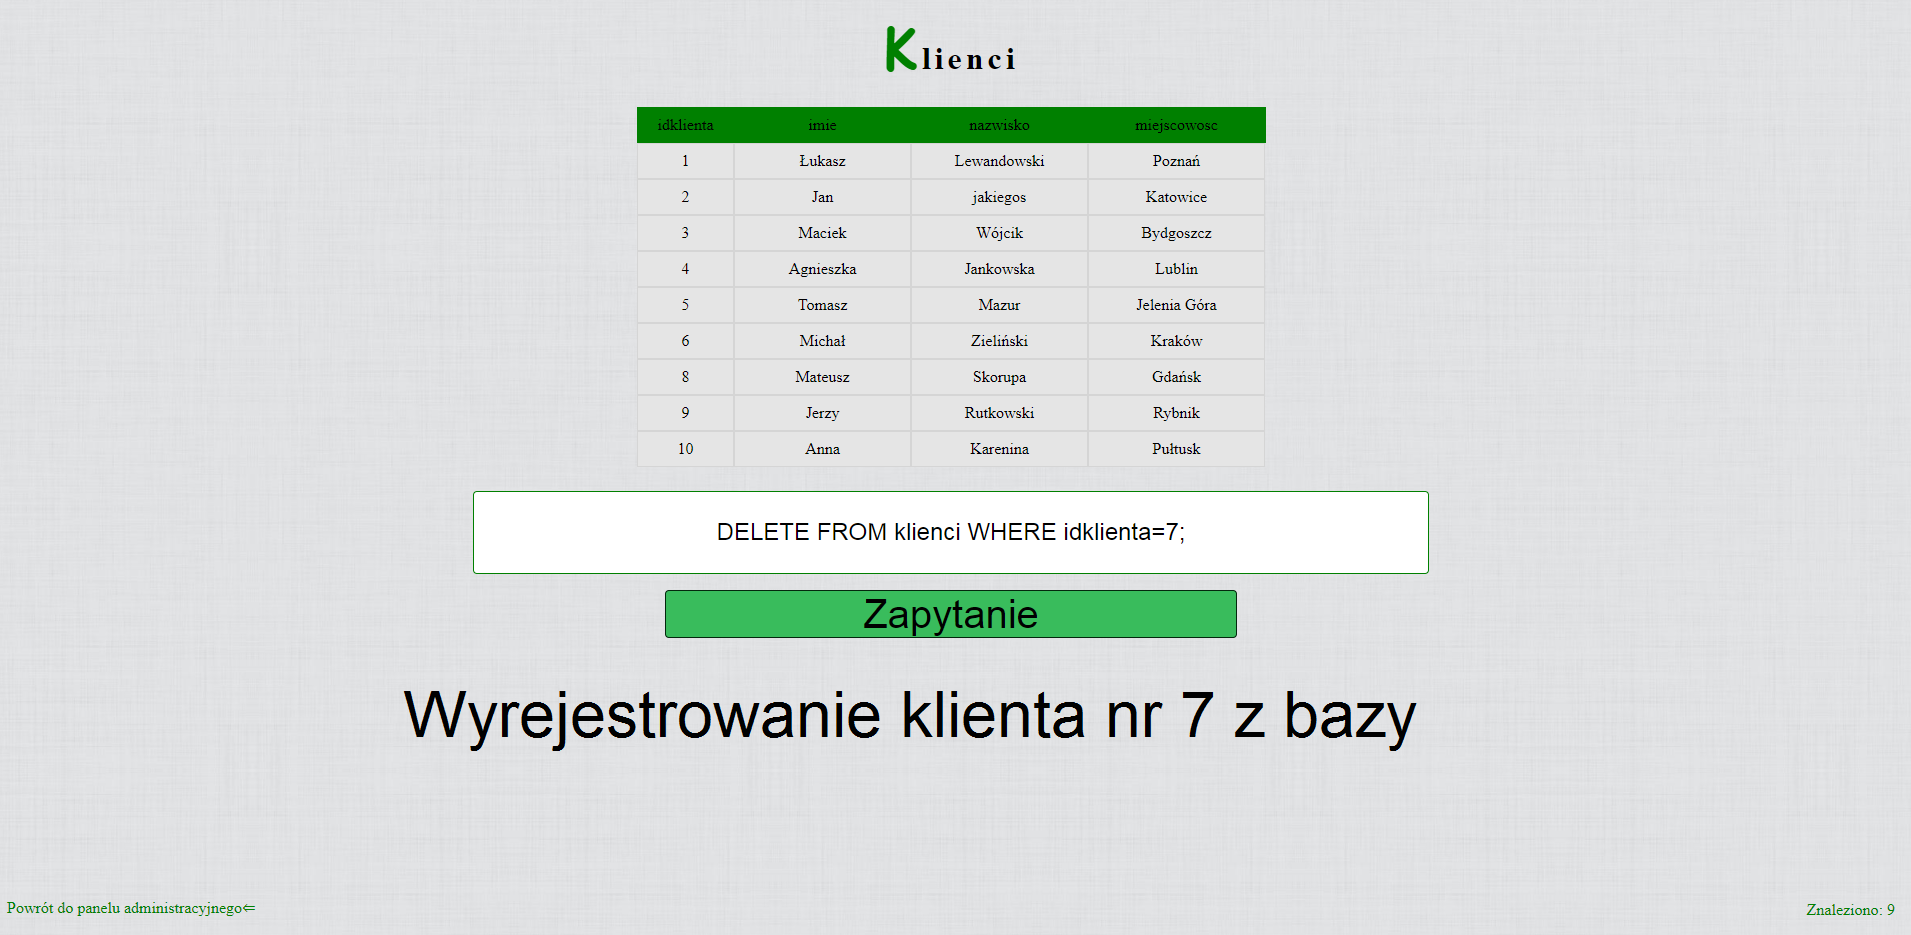 Klienci
idklienta imie nazwisko miejscowosc
1 Łukasz Lewandowski Poznań
2 Jan jakiegos Katowice
3 Maciek Wójcik Bydgoszcz
4 Agnieszka Jankowska Lublin
5 Tomasz Mazur Jelenia Góra
6 Michał Zieliński Kraków
8 Mateusz Skorupa Gdańsk
9 Jerzy Rutkowski Rybnik
10 Anna Karenina Pułtusk
DELETE FROM klienci WHERE idklienta=7;
Zapytanie
Wyrejestrowanie klienta nr 7 z bazy
Powrót do panelu administracyjnego⇐
Znaleziono: 9